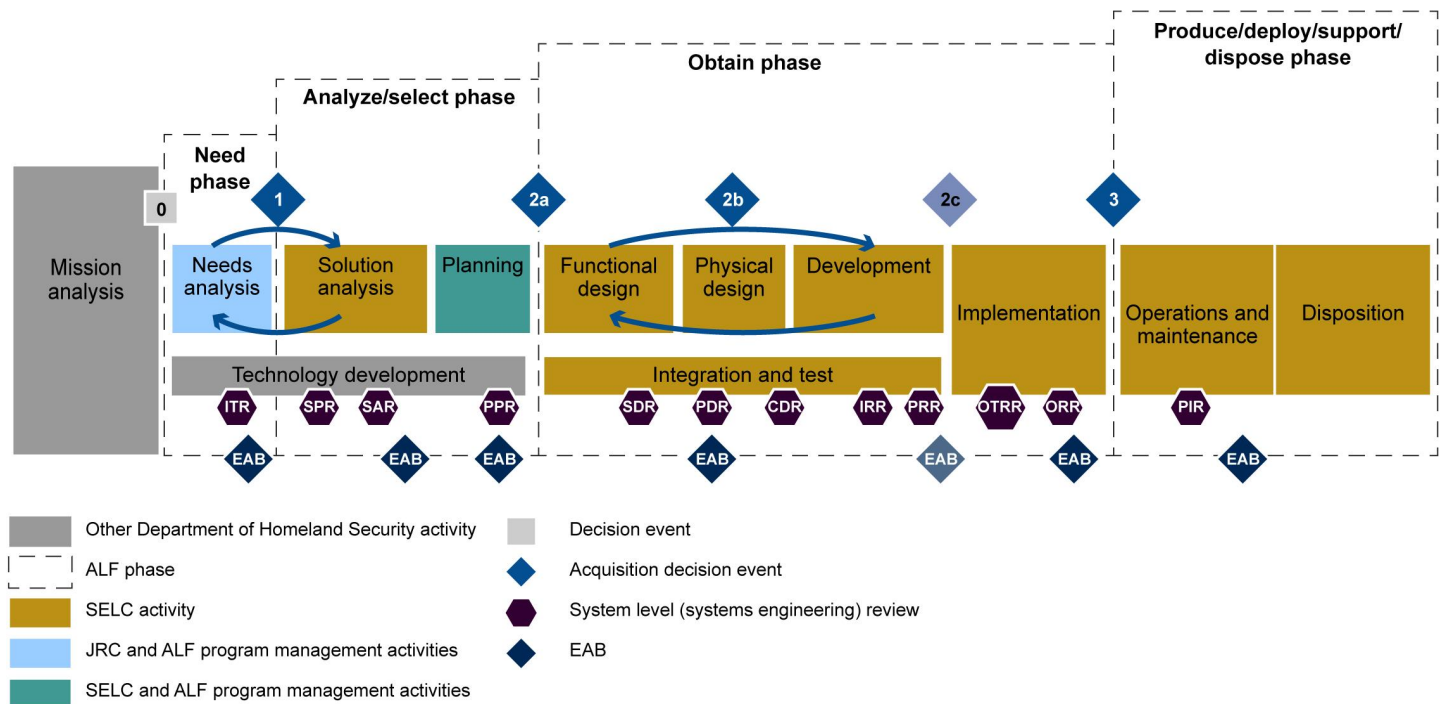 Produce/deploy/support/
dispose phase
Obtain phase
Analyze/select phase
Need
phase
0
1
2a
2b
2c
3
Mission
analysis
Needs
analysis
Solution
analysis
Planning
Functional
design
Physical
design
Development
Implementation
Operations and
maintenance
Disposition
Technology development
Integration and test
ITR
SPR
SAR
PPR
SDR
PDR
CDR
IRR
PRR
OTRR
ORR
PIR
EAB
EAB
EAB
EAB
EAB
EAB
EAB
Other Department of Homeland Security activity
ALF phase
SELC activity
JRC and ALF program management activities
SELC and ALF program management activities
Decision event
Acquisition decision event
System level (systems engineering) review
EAB